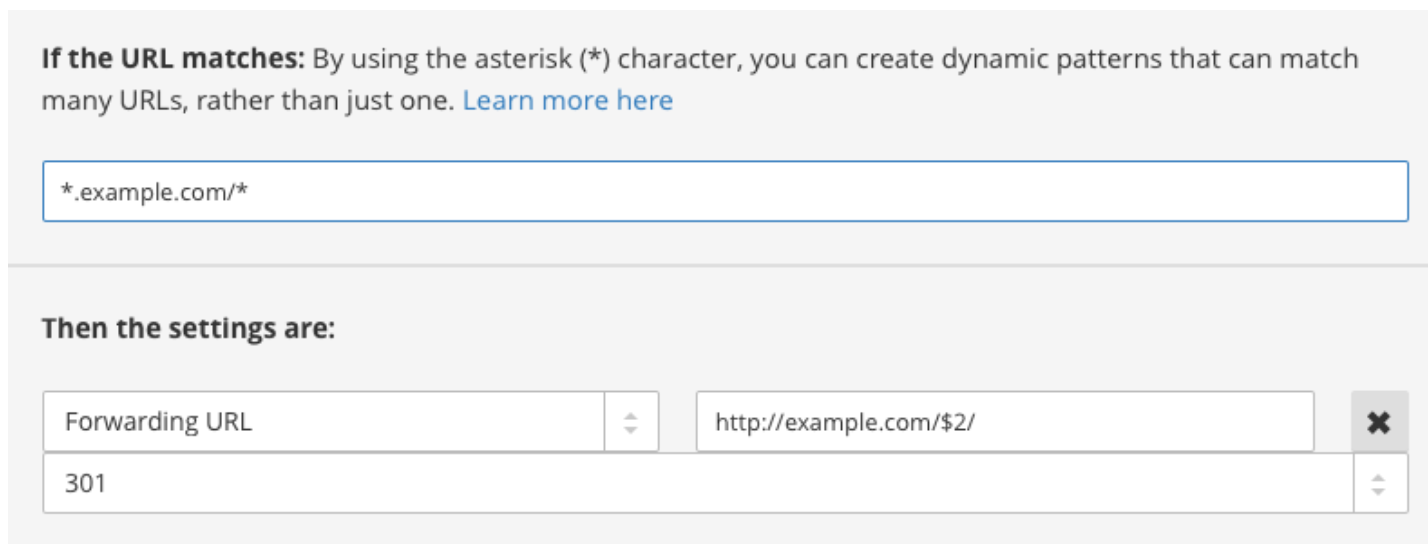 If the URL matches: By using the asterisk (*) character, you can create dynamic patterns that can match
many URLs, rather than just one. Learn more here
*.example.com/*
Then the settings are:
Forwarding URL
http://example.com/$2/
301